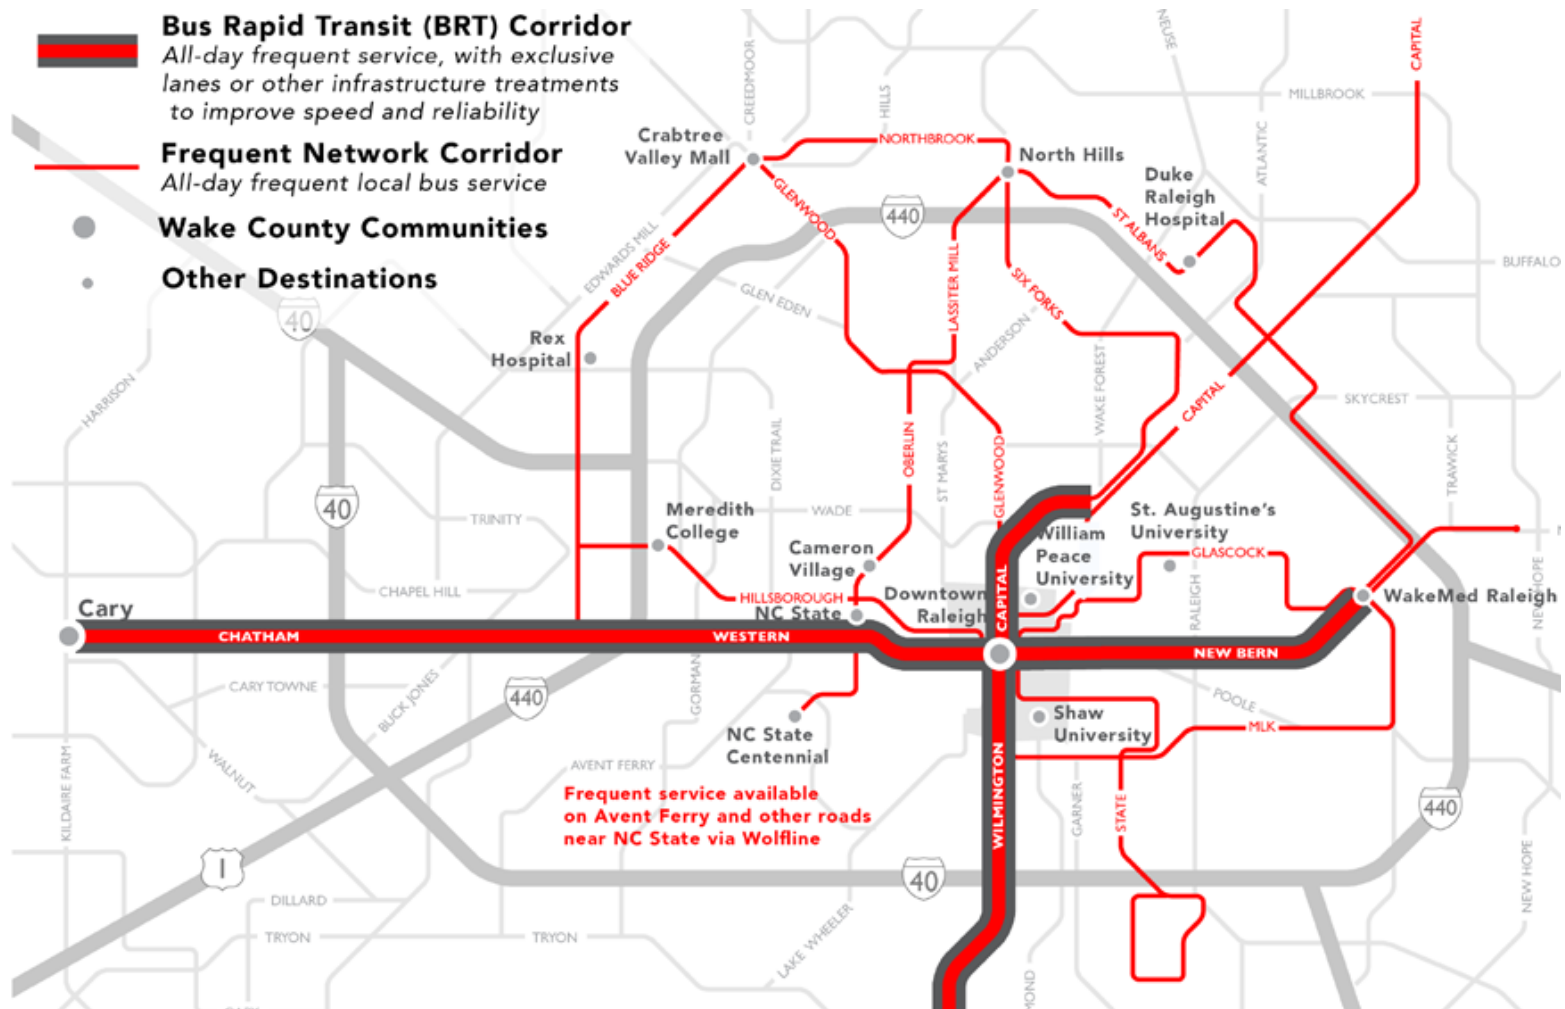 Bus Rapid Transit (BRT) Corridor
All-day frequent service, with exclusive
lanes or other infrastructure treatments
to improve speed and reliability
Frequent Network Corridor
All-day frequent local bus service
Wake County Communities
Other Destinations
CREEDMOOR
HILLS
NEUSE
CAPITAL
MILLBROOK
ATLANTIC
Crabtree
Valley Mall
NORTHBROOK
North Hills
Duke
Raleigh
Hospital
GLENWOOD
440
ST ALBANS
EDWARDS MILL
BLUE RIDGE
LASSITER MILL
SIX FORKS
BUFFALO
GLEN EDEN
40
Rex
Hospital
ANDERSON
HARRISON
WAKE FOREST
CAPITAL
SKYCREST
DIXIE TRAIL
OBERLIN
ST MARYS
GLENWOOD
TRAWICK
40
TRINITY
Meredith
College
WADE
St. Augustine's
University
William
Peace
University
GLASCOCK
Cameron
Village
CHAPEL HILL
HILLSBOROUGH
NC State
Downtown
Raleigh
CAPITAL
RALEIGH
WakeMed Raleigh
NEW HOPE
Cary
CHATHAM
WESTERN
NEW BERN
CARY TOWNE
BUCK JONES
440
GORMAN
POOLE
NC State
Centennial
Shaw
University
MLK
WALNUT
KILDAIRE FARM
AVENT FERRY
Frequent service available
on Avent Ferry and other roads
near NC State via Wolfline
WILMINGTON
GARNER
STATE
440
1
40
NEW HOPE
DILLARD
TRYON
TRYON
LAKE WHEELER
MOND